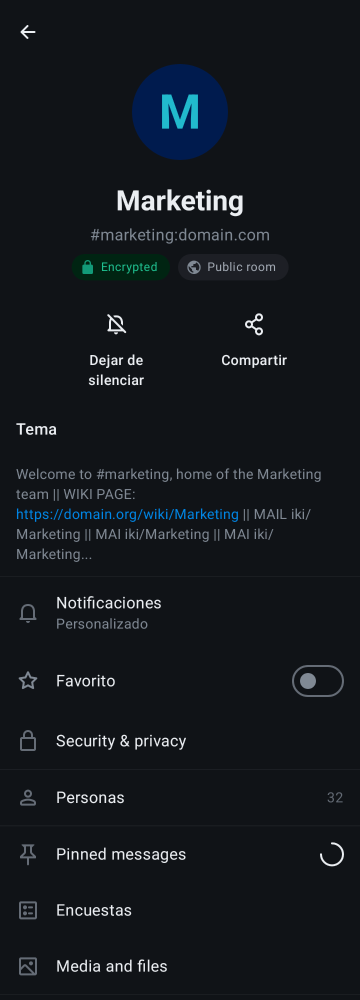 M
Marketing
#marketing:domain.com
Encrypted
Public room
Dejar de
silenciar
Compartir
Tema
Welcome to #marketing, home of the Marketing
team || WIKI PAGE:
https://domain.org/wiki/Marketing || MAIL iki/
Marketing || MAI iki/Marketing || MAI iki/
Marketing...
Notificaciones
Personalizado
Favorito
Security & privacy
Personas 32
Pinned messages
Encuestas
Media and files